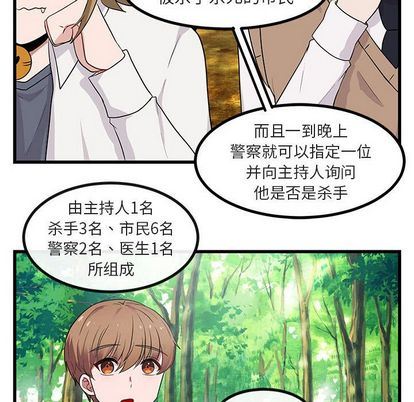 而且一到晚上
警察就可以指定一位
并向主持人询问
他是否是杀手
由主持人1名
杀手3名、市民6名
警察2名、医生1名
所组成